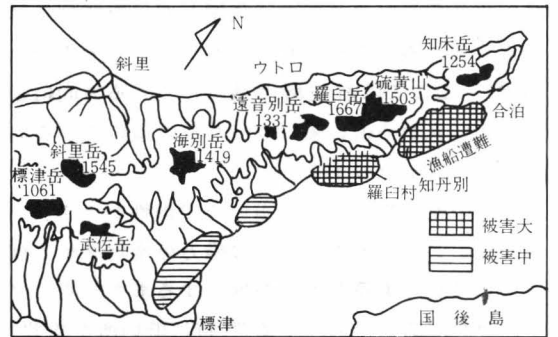 N
知床岳
1254
斜里
ウトロ
硫黄山
1503
羅臼岳
1667
遠音別岳
1331
合泊
海別岳
1419
漁船遭難
斜里岳
1545
標津岳
1061
知丹別
羅臼村
武佐岳
被害大
被害中
標津
国後島